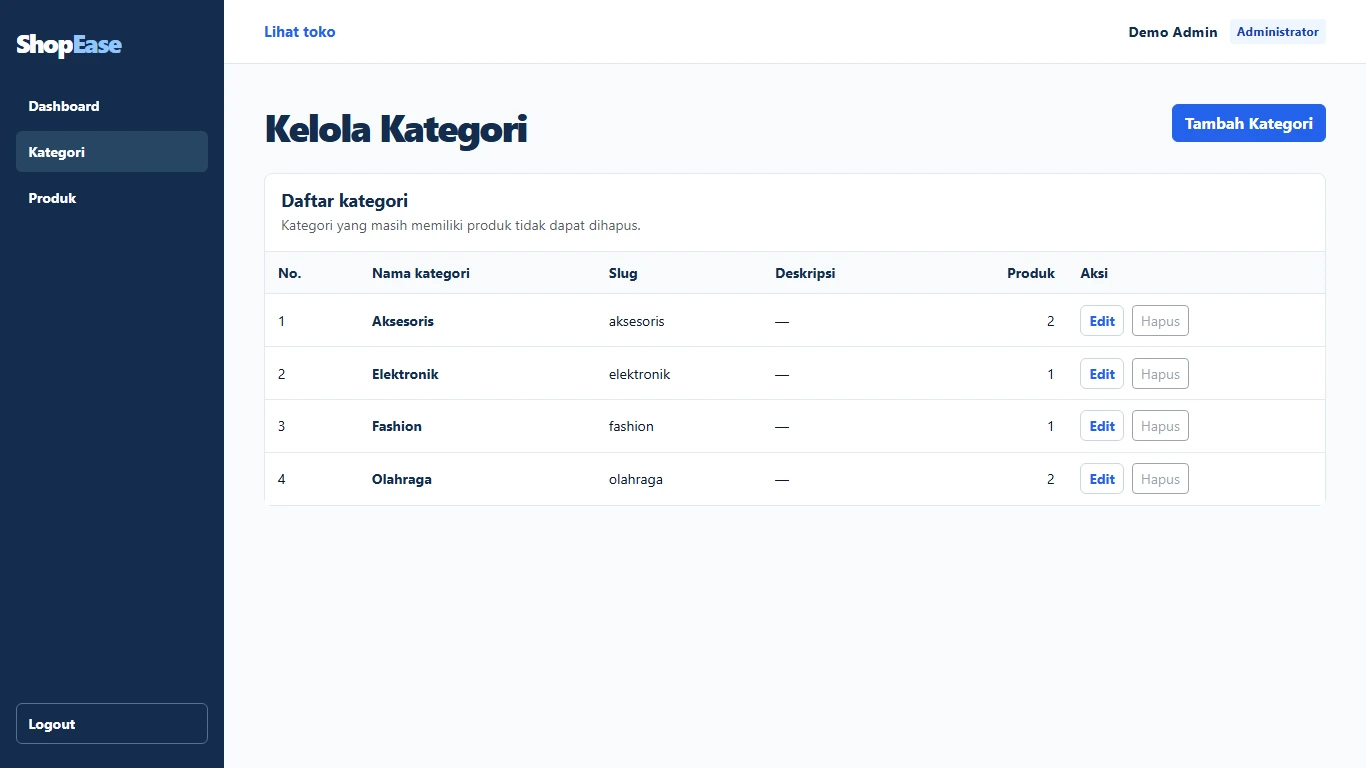 ShopEase
Dashboard
Kategori
Produk
Logout
Lihat toko
Demo Admin Administrator
Kelola Kategori
Tambah Kategori
Daftar kategori
Kategori yang masih memiliki produk tidak dapat dihapus.
No. Nama kategori Slug Deskripsi Produk Aksi
1 Aksesoris aksesoris — 2 Edit Hapus
2 Elektronik elektronik — 1 Edit Hapus
3 Fashion fashion — 1 Edit Hapus
4 Olahraga olahraga — 2 Edit Hapus